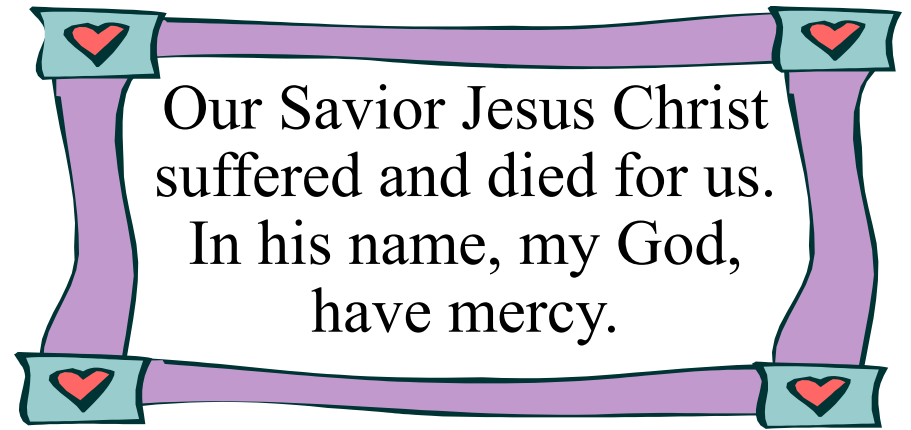 Our Savior Jesus Christ
suffered and died for us.
In his name, my God,
have mercy.